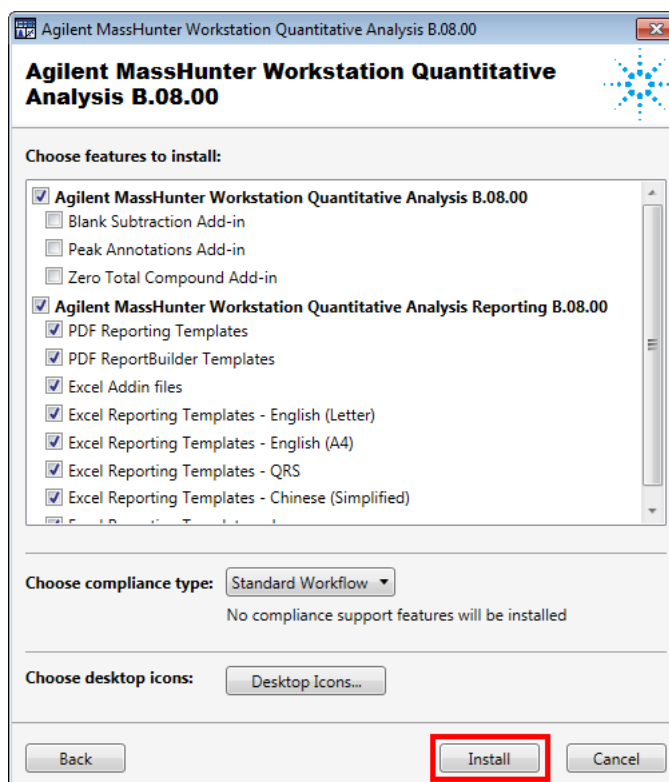 Agilent MassHunter Workstation Quantitative Analysis B.08.00
Agilent MassHunter Workstation Quantitative
Analysis B.08.00
Choose features to install:
Agilent MassHunter Workstation Quantitative Analysis B.08.00
Blank Subtraction Add-in
Peak Annotations Add-in
Zero Total Compound Add-in
Agilent MassHunter Workstation Quantitative Analysis Reporting B.08.00
PDF Reporting Templates
PDF ReportBuilder Templates
Excel Addin files
Excel Reporting Templates - English (Letter)
Excel Reporting Templates - English (A4)
Excel Reporting Templates - QRS
Excel Reporting Templates - Chinese (Simplified)
Choose compliance type: Standard Workflow
No compliance support features will be installed
Choose desktop icons: Desktop Icons...
Back Install Cancel